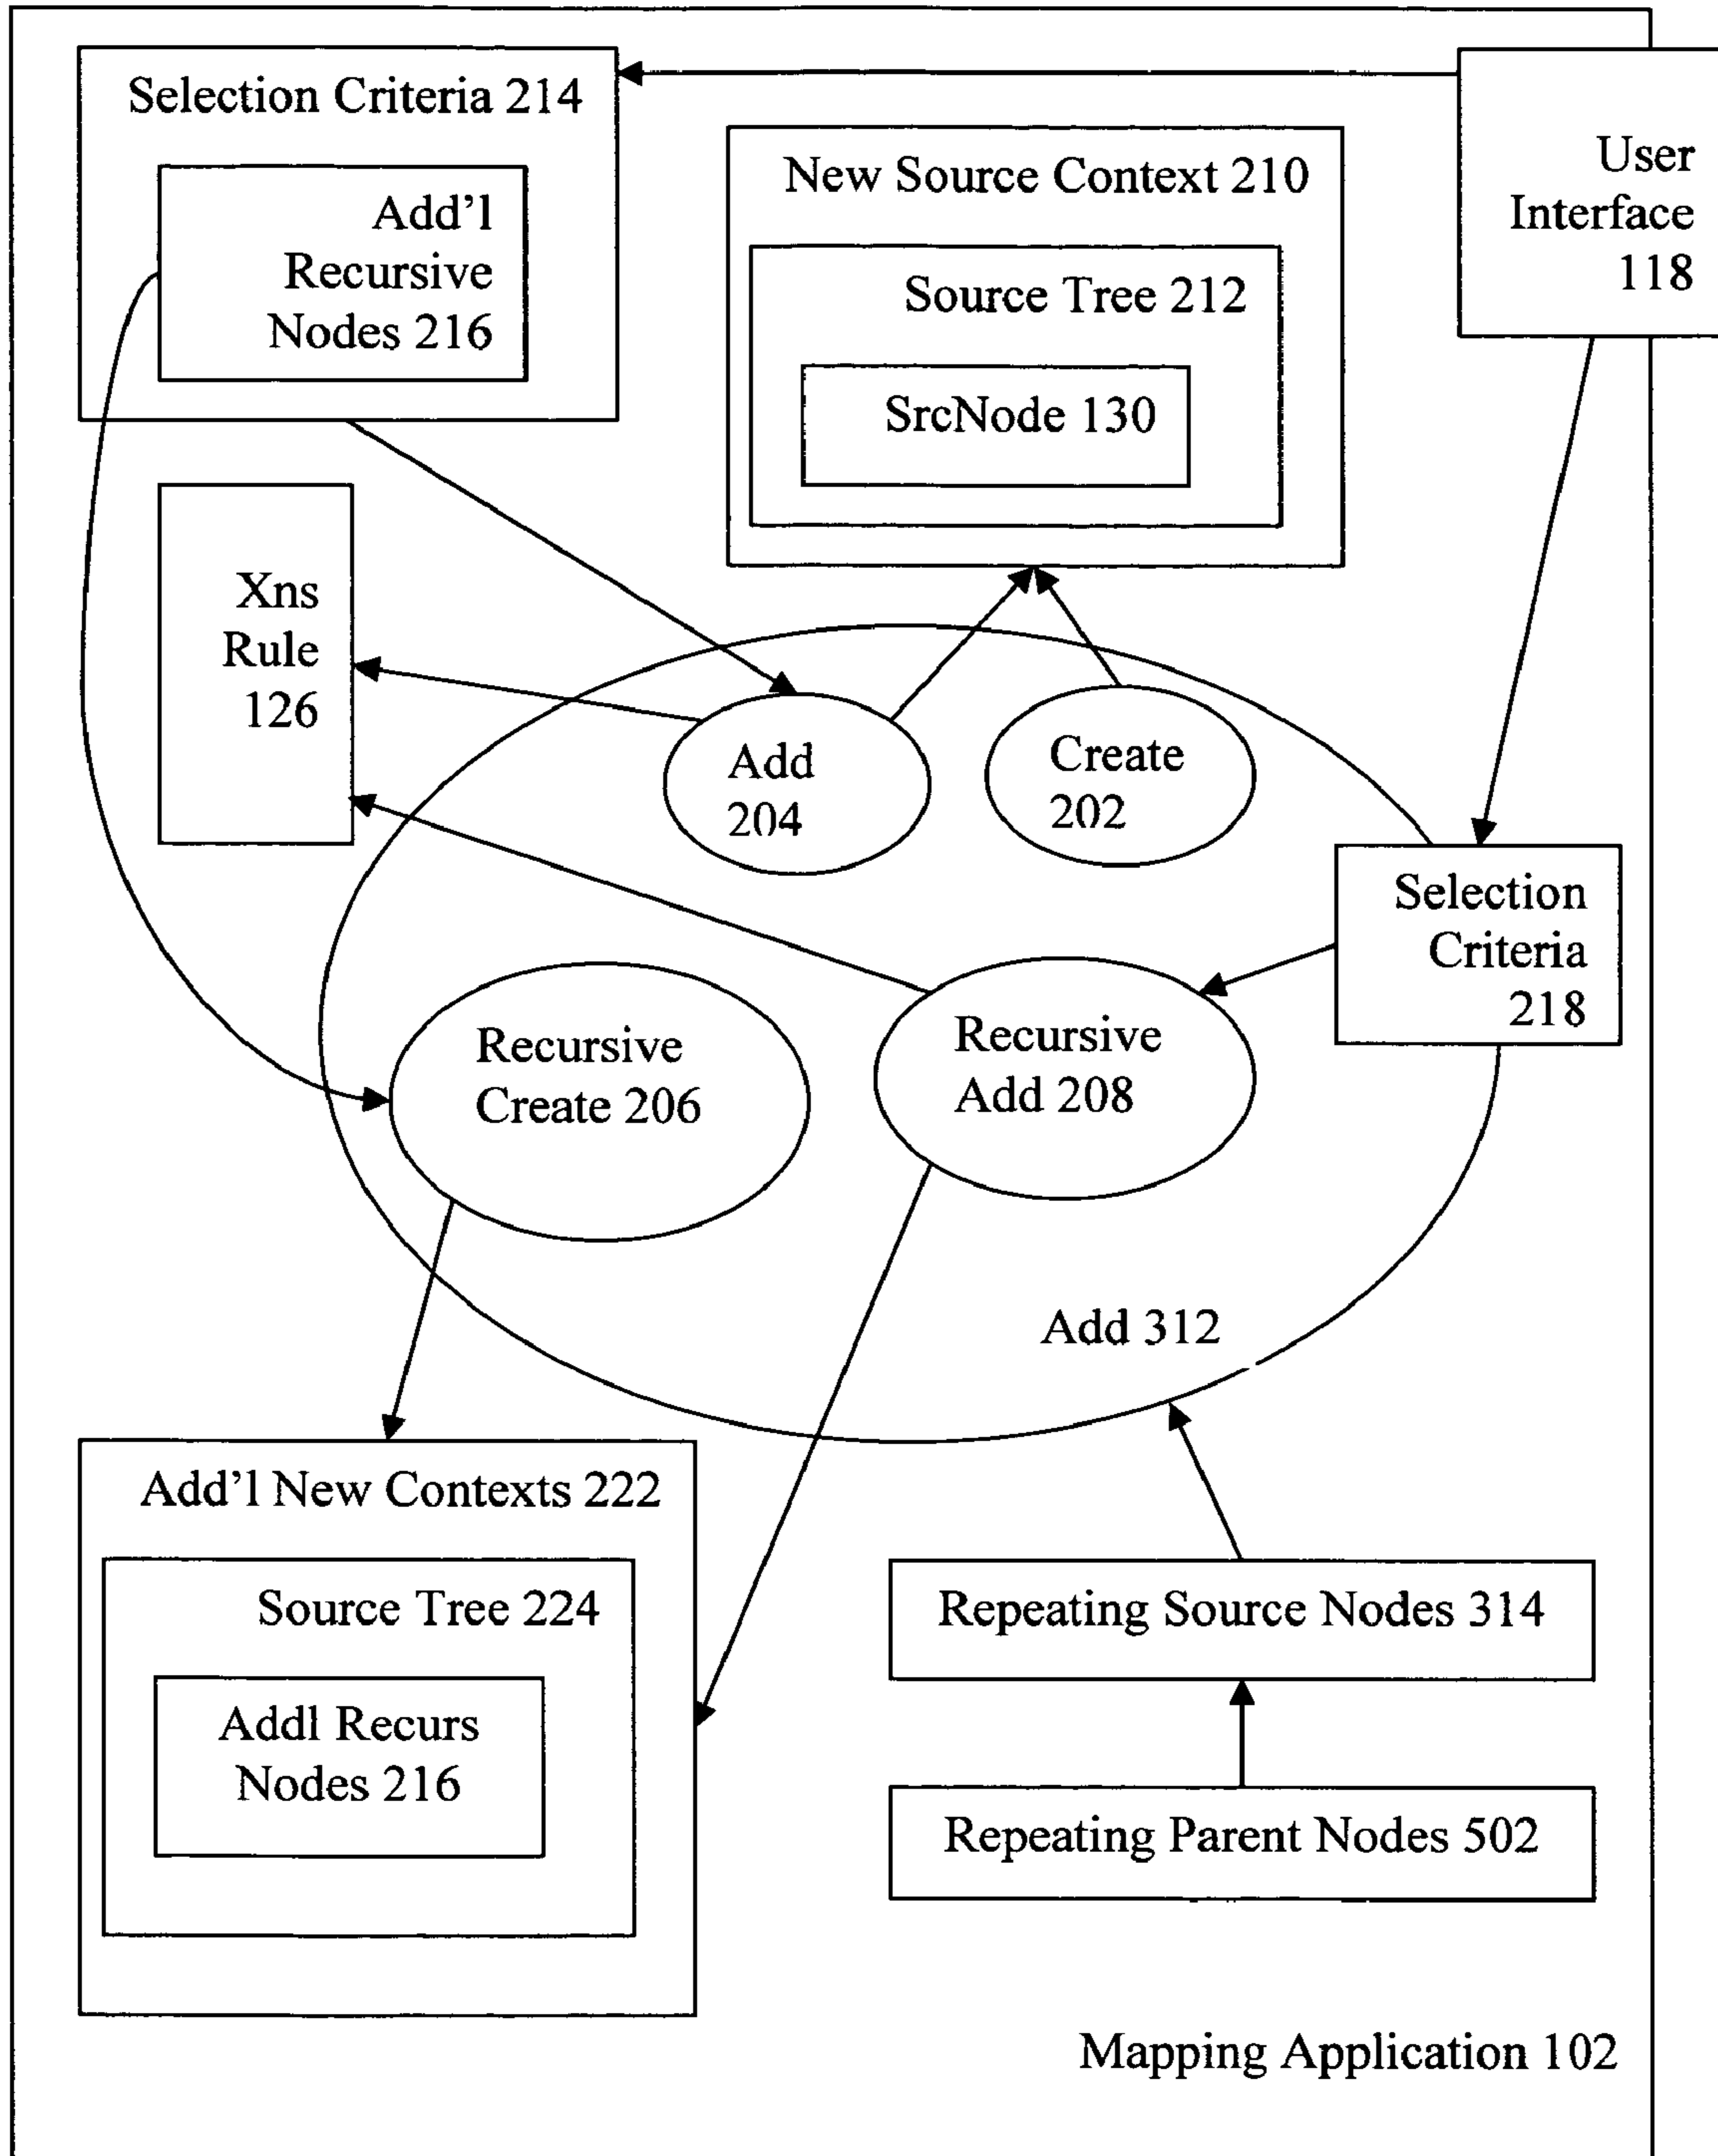 Selection Criteria 214
Add'l
Recursive
Nodes 216
New Source Context 210
Source Tree 212
SrcNode 130
User
Interface
118
Xns
Rule
126
Add
204
Create
202
Selection
Criteria
218
Recursive
Create 206
Recursive
Add 208
Add 312
Add'l New Contexts 222
Source Tree 224
Addl Recurs
Nodes 216
Repeating Source Nodes 314
Repeating Parent Nodes 502
Mapping Application 102